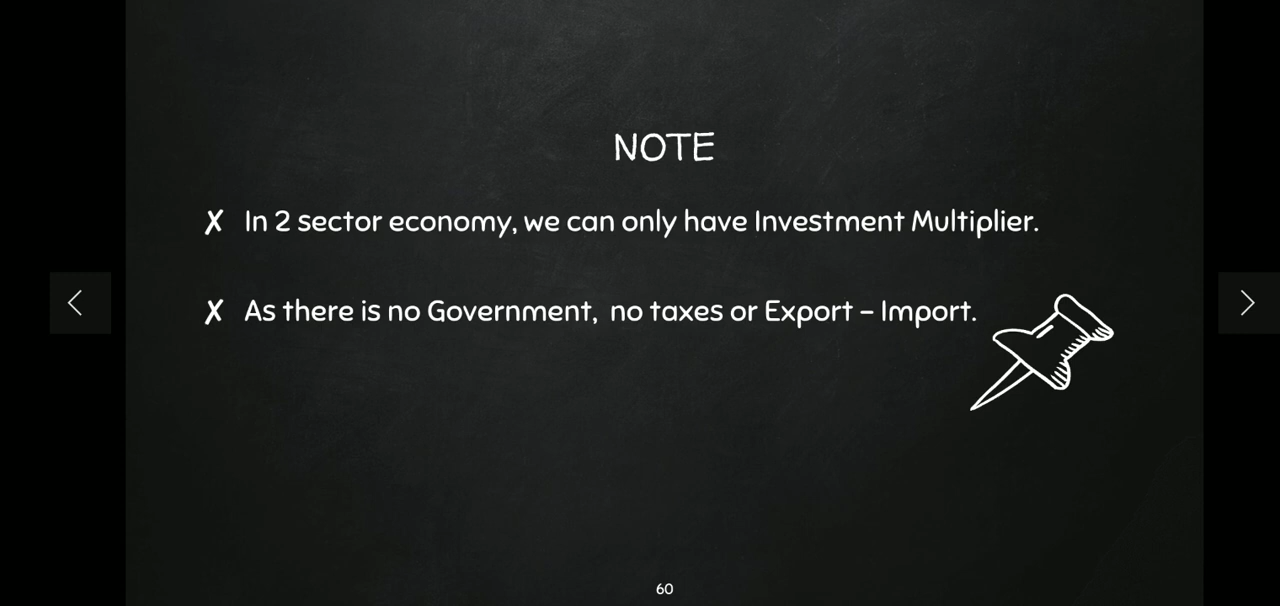 NOTE
✗ In 2 sector economy, we can only have Investment Multiplier.
✗ As there is no Government, no taxes or Export – Import.
60